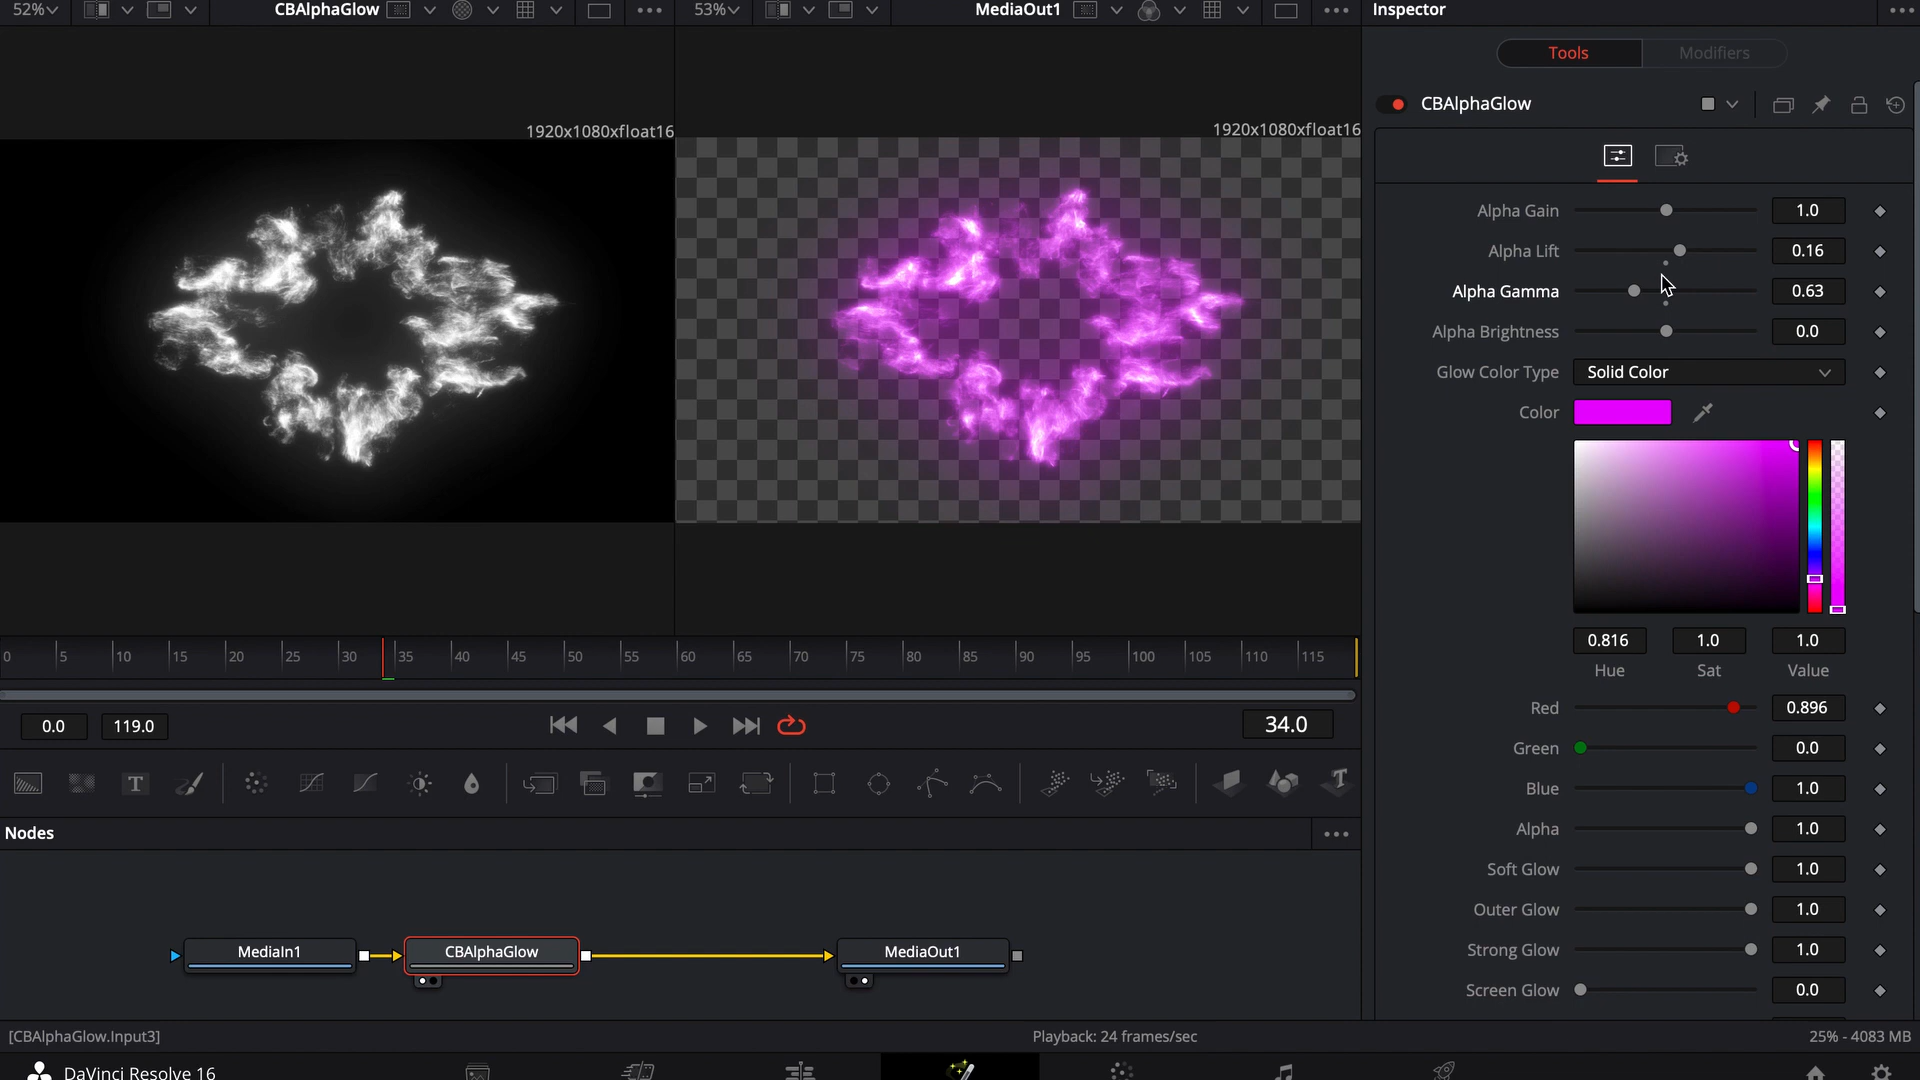 52% CBAlphaGlow 53% MediaOut1 Inspector
Tools Modifiers
CBAlphaGlow
1920x1080xfloat16 1920x1080xfloat16
Alpha Gain 1.0
Alpha Lift 0.16
Alpha Gamma 0.63
Alpha Brightness 0.0
Glow Color Type Solid Color
Color
0.816 1.0 1.0
Hue Sat Value
0 5 10 15 20 25 30 35 40 45 50 55 60 65 70 75 80 85 90 95 100 105 110 115
Red 0.896
0.0 119.0 34.0
Green 0.0
Blue 1.0
Alpha 1.0
Nodes
Soft Glow 1.0
Outer Glow 1.0
MediaIn1 CBAlphaGlow MediaOut1
Strong Glow 1.0
Screen Glow 0.0
[CBAlphaGlow.Input3] Playback: 24 frames/sec 25% - 4083 MB
DaVinci Resolve 16